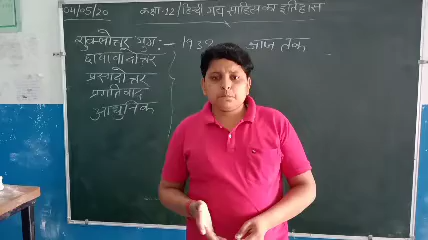 04/05/20 कक्षा-12 / हिन्दी गद्य साहित्य का इतिहास
शुक्लोत्तर युग :- 1938 आज तक
छायावादोत्तर
प्रसादोत्तर
प्रगतिवाद
आधुनिक